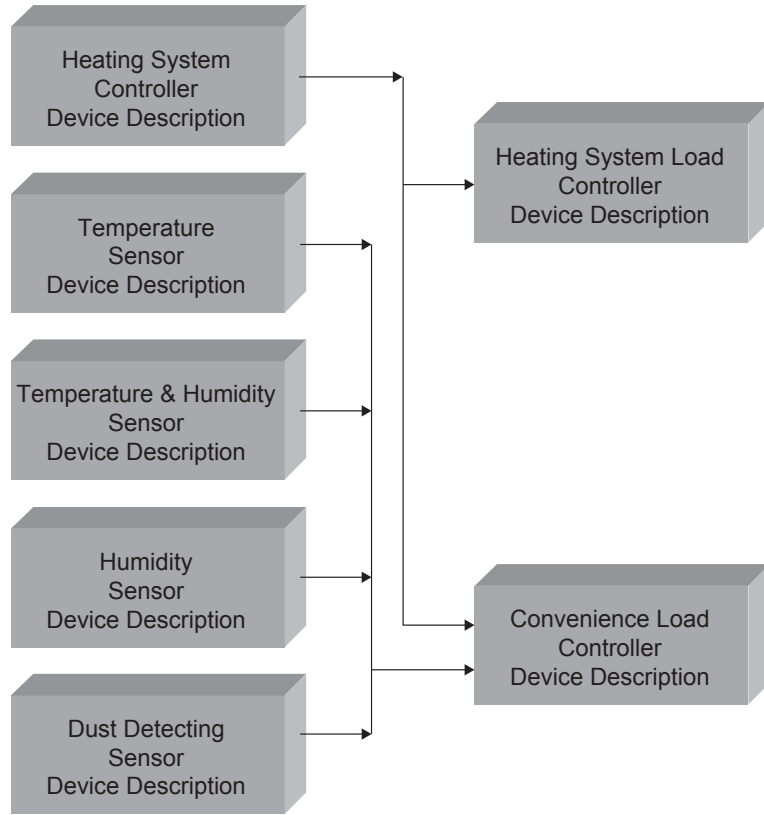 Heating System
Controller
Device Description
Heating System Load
Controller
Device Description
Temperature
Sensor
Device Description
Temperature & Humidity
Sensor
Device Description
Humidity
Sensor
Device Description
Convenience Load
Controller
Device Description
Dust Detecting
Sensor
Device Description